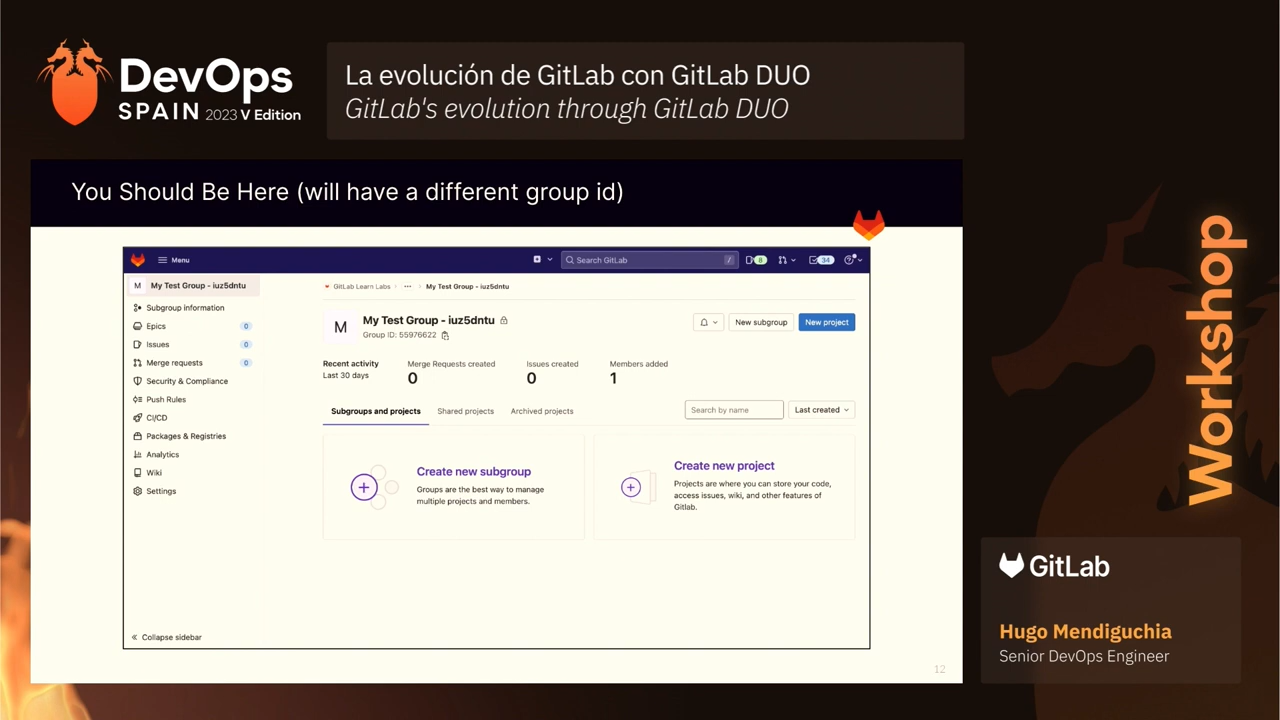 DevOps
SPAIN 2023 V Edition
La evolución de GitLab con GitLab DUO
GitLab's evolution through GitLab DUO
You Should Be Here (will have a different group id)
Menu
Search GitLab
/
8
34
M My Test Group - iuz5dntu
Subgroup information
Epics 0
Issues 0
Merge requests 0
Security & Compliance
Push Rules
CI/CD
Packages & Registries
Analytics
Wiki
Settings
Collapse sidebar
GitLab Learn Labs > ··· > My Test Group - iuz5dntu
M
My Test Group - iuz5dntu
Group ID: 55976622
New subgroup
New project
Recent activity
Last 30 days
Merge Requests created
0
Issues created
0
Members added
1
Subgroups and projects
Shared projects
Archived projects
Search by name
Last created
Create new subgroup
Groups are the best way to manage
multiple projects and members.
Create new project
Projects are where you can store your code,
access issues, wiki, and other features of
Gitlab.
12
Workshop
GitLab
Hugo Mendiguchia
Senior DevOps Engineer